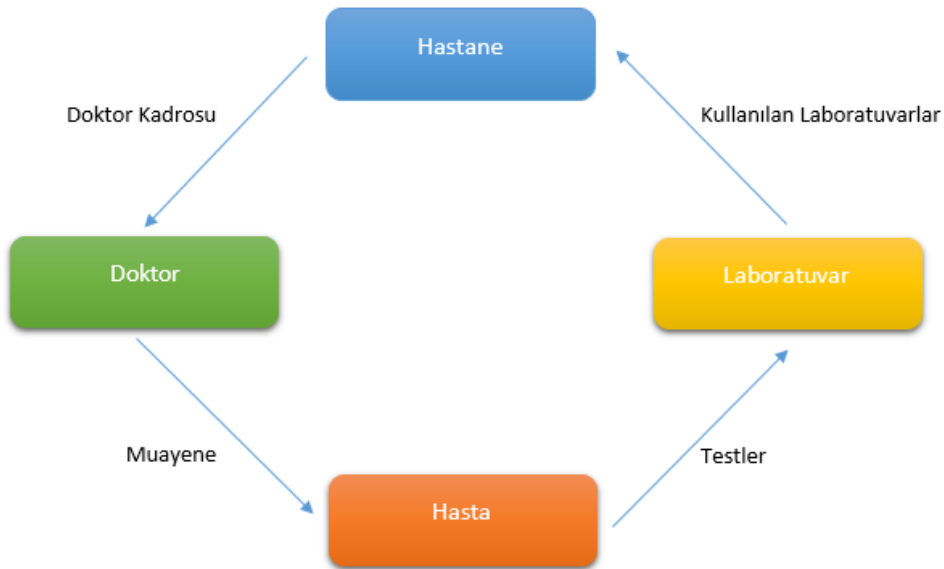 Hastane
Doktor Kadrosu
Kullanılan Laboratuvarlar
Doktor
Laboratuvar
Muayene
Testler
Hasta